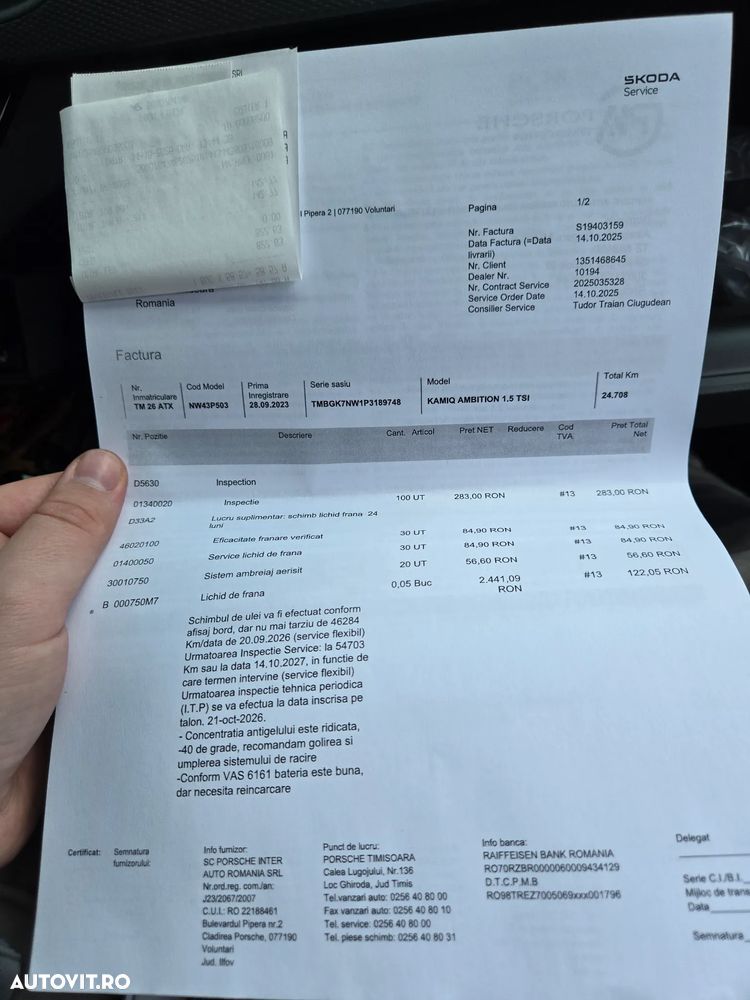 SKODA
Service
SRL
Pipera 2 | 077190 Voluntari
Pagina 1/2
Nr. Factura S19403159
Data Factura (=Data livrarii) 14.10.2025
Nr. Client 1351468645
Dealer Nr. 10194
Nr. Contract Service 2025035328
Service Order Date 14.10.2025
Consilier Service Tudor Traian Ciugudean
Romania
Factura
Nr. Inmatriculare Cod Model Prima Inregistrare Serie sasiu Model Total Km
TM 26 ATX NW43P503 28.09.2023 TMBGK7NW1P3189748 KAMIQ AMBITION 1.5 TSI 24.708
Nr. Pozitie Descriere Cant. Articol Pret NET Reducere Cod TVA Pret Total Net
D5630 Inspection
01340020 Inspectie 100 UT 283,00 RON #13 283,00 RON
D33A2 Lucru suplimentar: schimb lichid frana 24 luni
46020100 Eficacitate franare verificat 30 UT 84,90 RON #13 84,90 RON
01400050 Service lichid de frana 30 UT 84,90 RON #13 84,90 RON
30010750 Sistem ambreiaj aerisit 20 UT 56,60 RON #13 56,60 RON
B 000750M7 Lichid de frana 0,05 Buc 2.441,09 RON #13 122,05 RON
Schimbul de ulei va fi efectuat conform
afisaj bord, dar nu mai tarziu de 46284
Km/data de 20.09.2026 (service flexibil)
Urmatoarea Inspectie Service: la 54703
Km sau la data 14.10.2027, in functie de
care termen intervine (service flexibil)
Urmatoarea inspectie tehnica periodica
(I.T.P) se va efectua la data inscrisa pe
talon. 21-oct-2026.
- Concentratia antigelului este ridicata,
-40 de grade, recomandam golirea si
umplerea sistemului de racire
-Conform VAS 6161 bateria este buna,
dar necesita reincarcare
Certificat: Semnatura furnizorului:
Info furnizor:
SC PORSCHE INTER
AUTO ROMANIA SRL
Nr.ord.reg. com./an:
J23/2067/2007
C.U.I.: RO 22188461
Bulevardul Pipera nr.2
Cladirea Porsche, 077190
Voluntari
Jud. Ilfov
Punct de lucru:
PORSCHE TIMISOARA
Calea Lugojului, Nr.136
Loc Ghiroda, Jud Timis
Tel.vanzari auto: 0256 40 80 00
Fax vanzari auto: 0256 40 80 10
Tel. service: 0256 40 80 00
Tel. piese schimb: 0256 40 80 31
Info banca:
RAIFFEISEN BANK ROMANIA
RO70RZBR0000060009434129
D.T.C.P.M.B
RO98TREZ7005069xxx001796
Delegat
Serie C.I./B.I.
Mijloc de trans
Data
Semnatura
AUTOVIT.RO